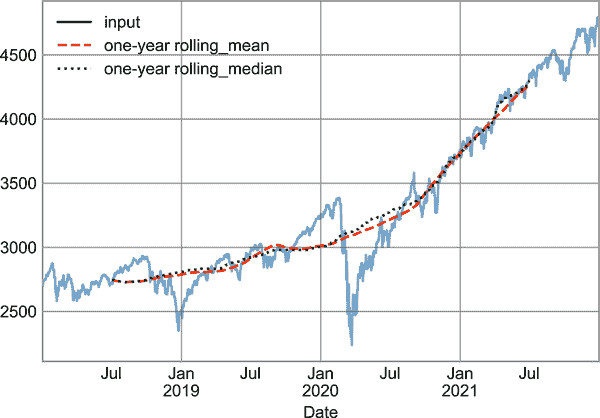 input
one-year rolling_mean
one-year rolling_median
4500
4000
3500
3000
2500
Jul Jan Jul Jan Jul Jan Jul
2019 2020 2021
Date